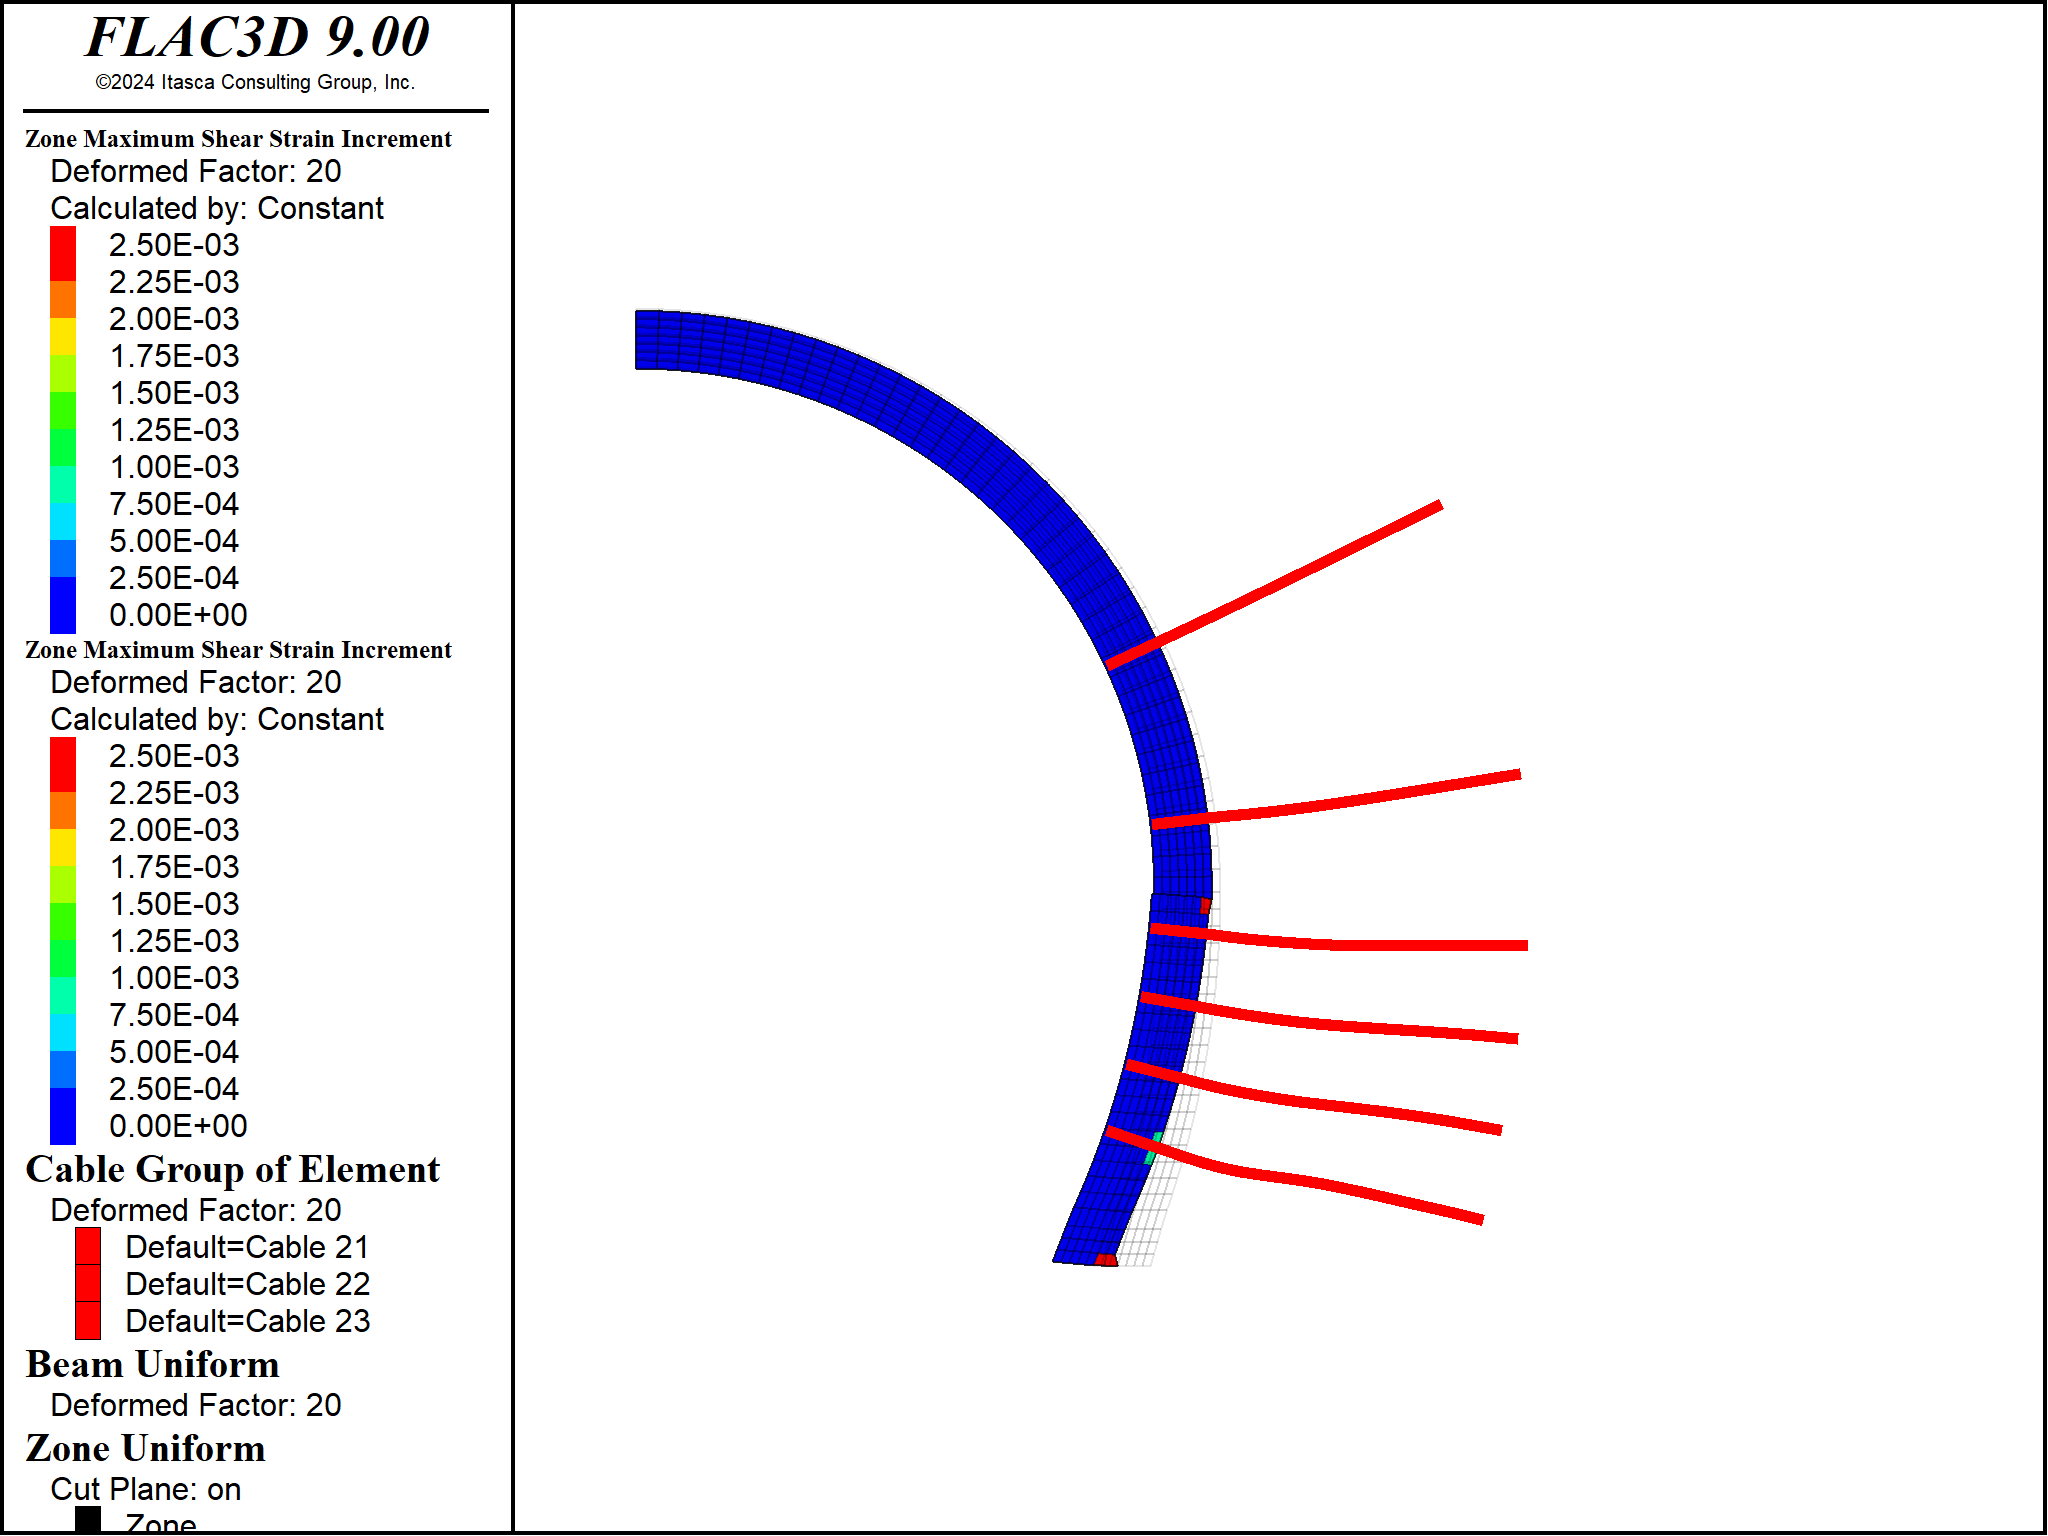 FLAC3D 9.00
©2024 Itasca Consulting Group, Inc.
Zone Maximum Shear Strain Increment
Deformed Factor: 20
Calculated by: Constant
2.50E-03
2.25E-03
2.00E-03
1.75E-03
1.50E-03
1.25E-03
1.00E-03
7.50E-04
5.00E-04
2.50E-04
0.00E+00
Zone Maximum Shear Strain Increment
Deformed Factor: 20
Calculated by: Constant
2.50E-03
2.25E-03
2.00E-03
1.75E-03
1.50E-03
1.25E-03
1.00E-03
7.50E-04
5.00E-04
2.50E-04
0.00E+00
Cable Group of Element
Deformed Factor: 20
Default=Cable 21
Default=Cable 22
Default=Cable 23
Beam Uniform
Deformed Factor: 20
Zone Uniform
Cut Plane: on
Zone